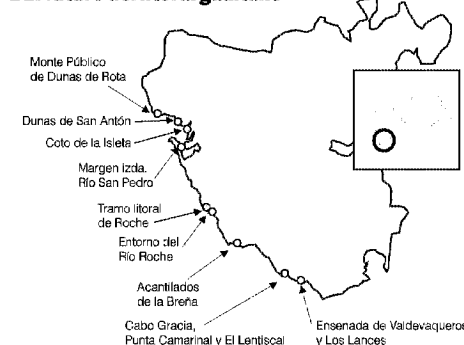 Monte Público
de Dunas de Rota
Dunas de San Antón
Coto de la Isleta
Margen izda.
Río San Pedro
Tramo litoral
de Roche
Entorno del
Río Roche
Acantilados
de la Breña
Cabo Gracia,
Punta Camarinal y El Lentiscal
Ensenada de Valdevaqueros
y Los Lances